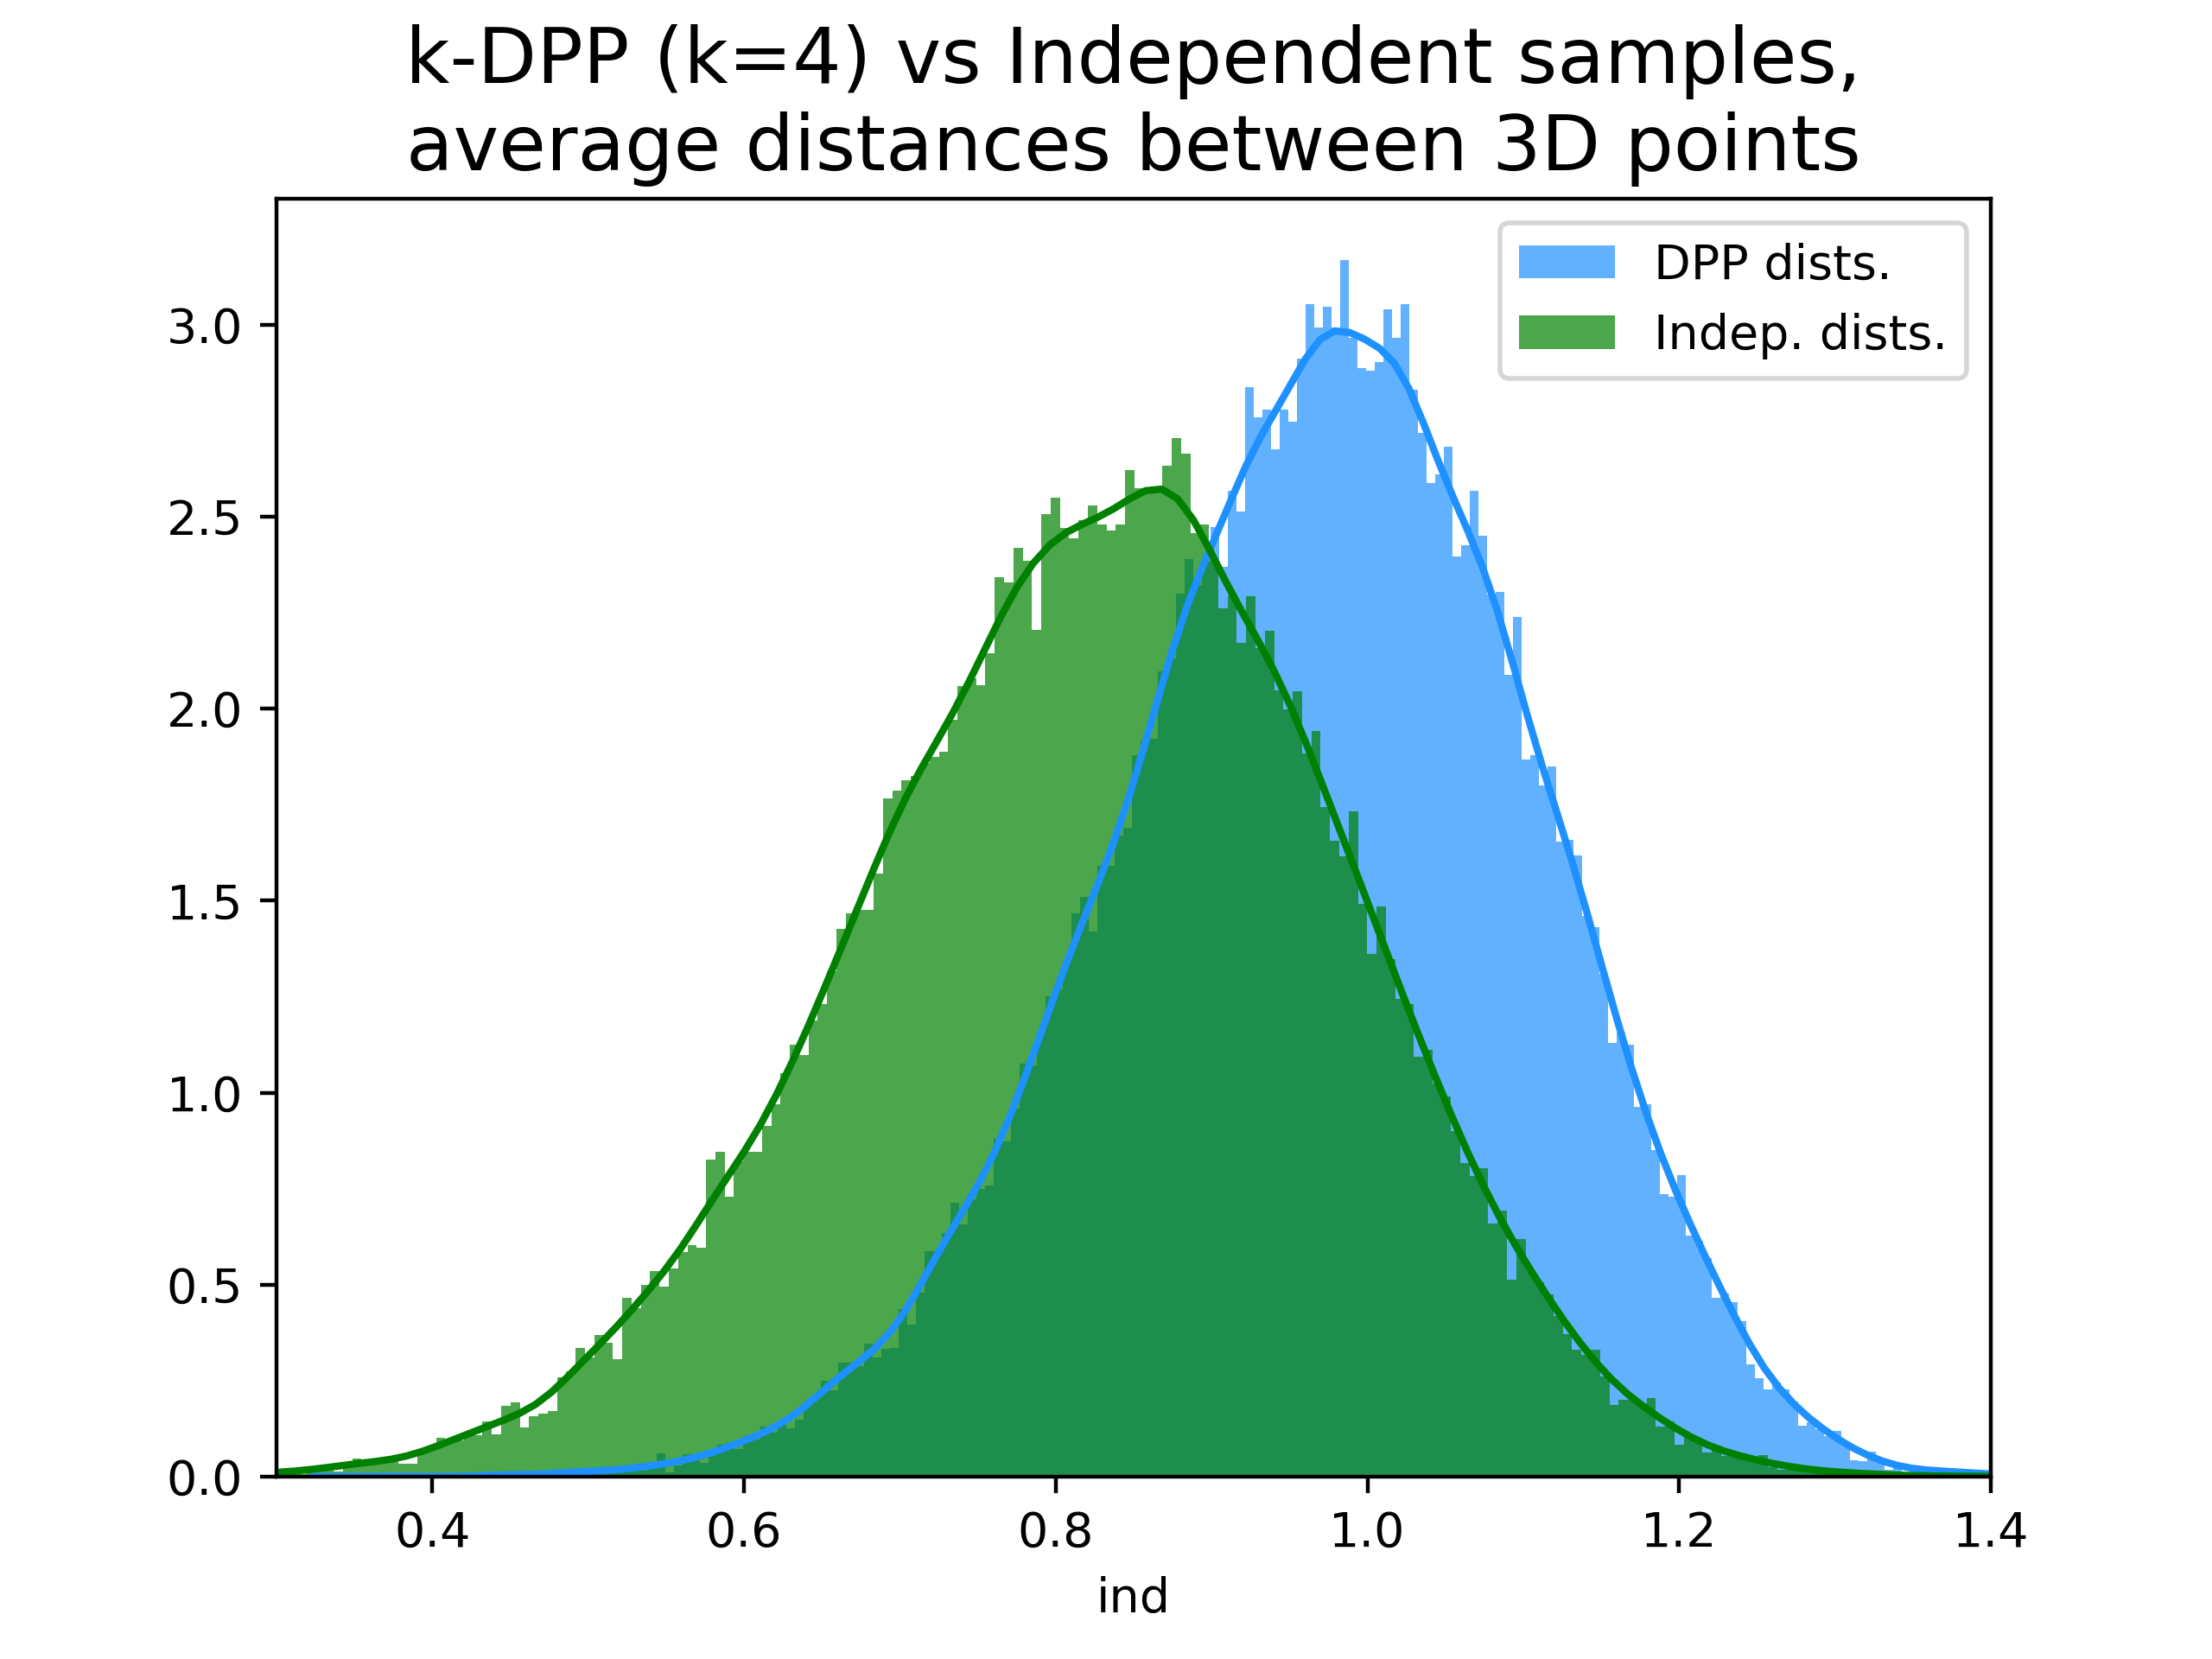 k-DPP (k=4) vs Independent samples,
average distances between 3D points
DPP dists.
Indep. dists.
3.0
2.5
2.0
1.5
1.0
0.5
0.0
0.4 0.6 0.8 1.0 1.2 1.4
ind